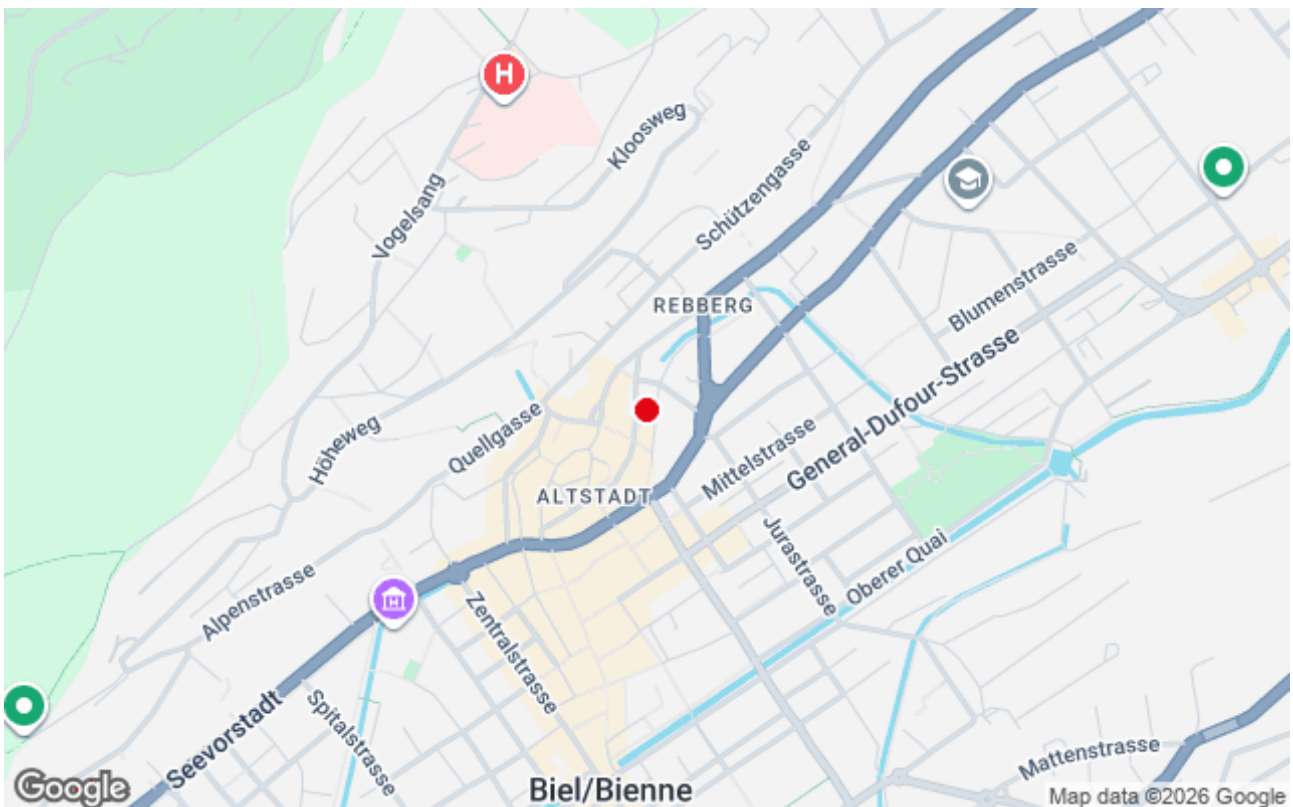 H
Kloosweg
Vogelsang
Schützengasse
REBBERG
Blumenstrasse
General-Dufour-Strasse
Höheweg
Quellgasse
Mittelstrasse
ALTSTADT
Jurastrasse
Oberer Quai
Alpenstrasse
H
Zentralstrasse
Seevorstadt
Spitalstrasse
Mattenstrasse
Biel/Bienne
Google
Map data ©2026 Google